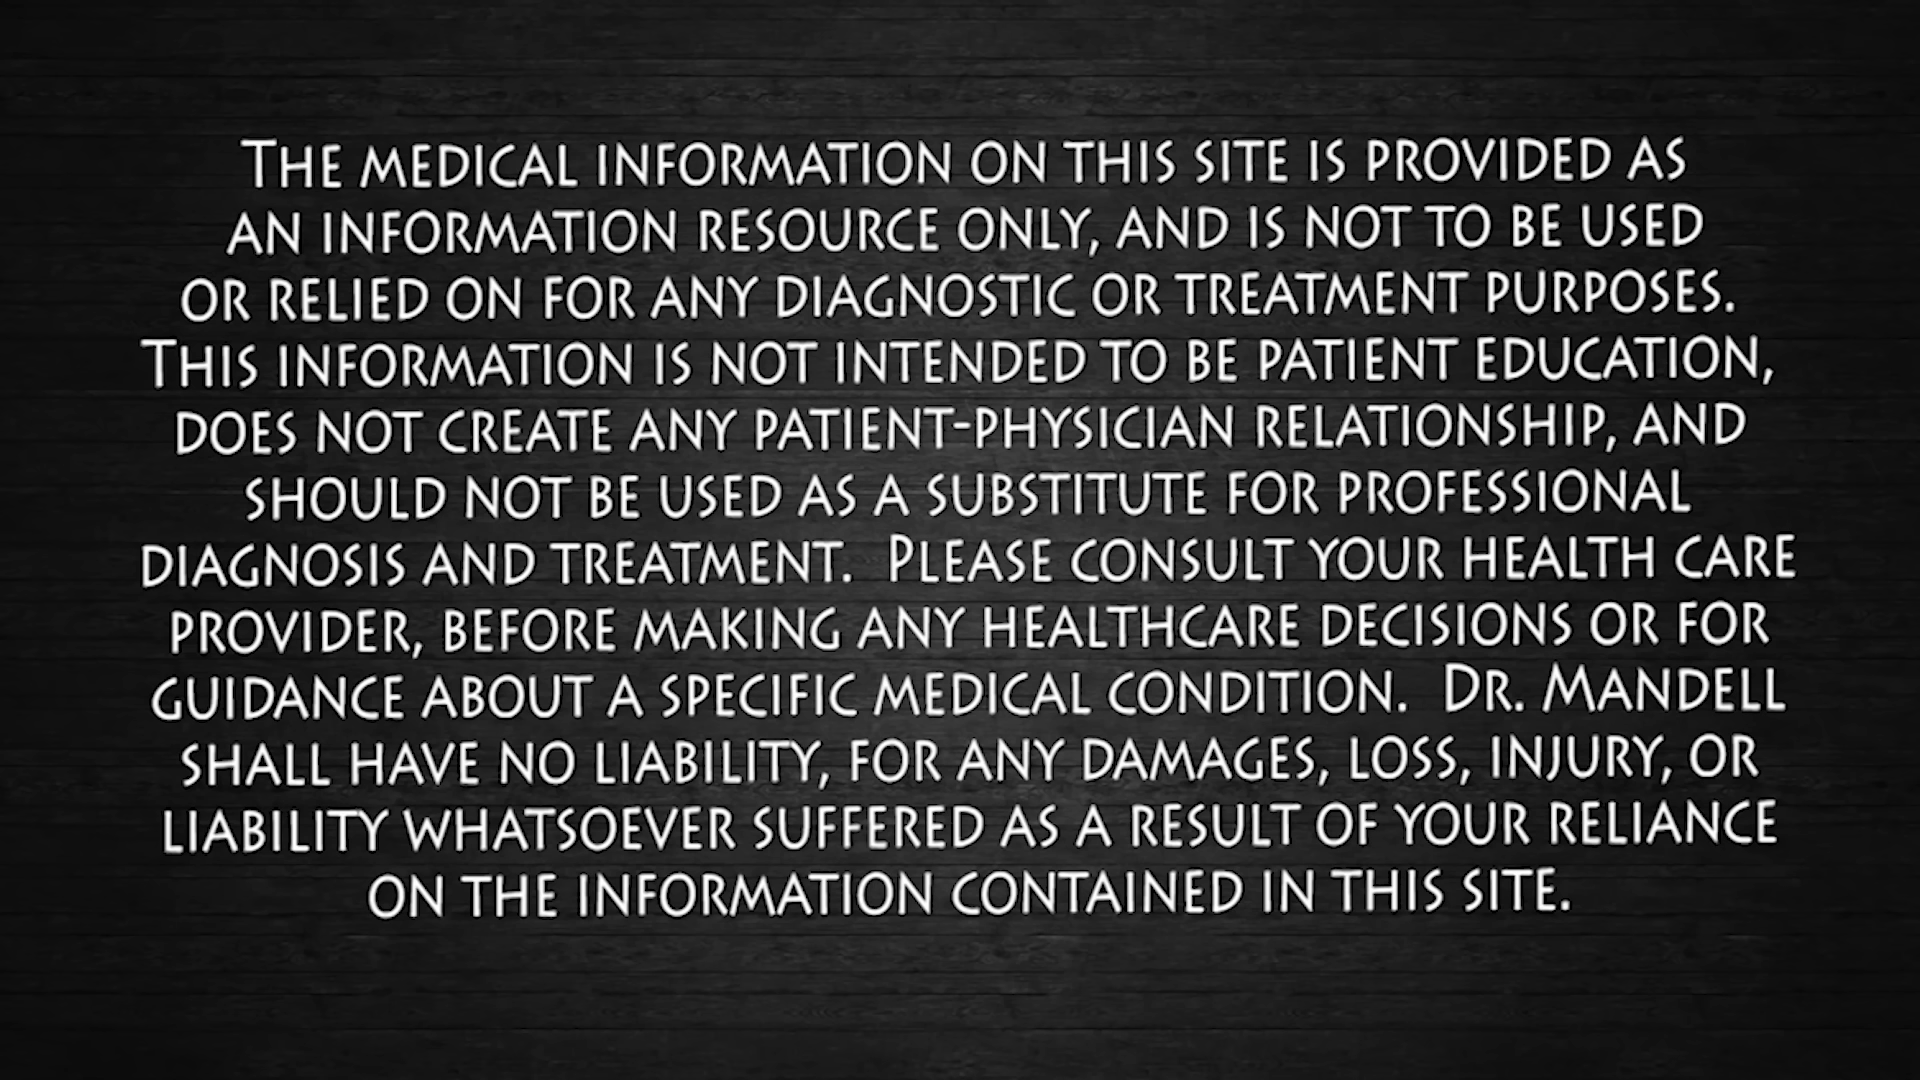 The medical information on this site is provided as
an information resource only, and is not to be used
or relied on for any diagnostic or treatment purposes.
This information is not intended to be patient education,
does not create any patient-physician relationship, and
should not be used as a substitute for professional
diagnosis and treatment.  Please consult your health care
provider, before making any healthcare decisions or for
guidance about a specific medical condition.  Dr. Mandell
shall have no liability, for any damages, loss, injury, or
liability whatsoever suffered as a result of your reliance
on the information contained in this site.